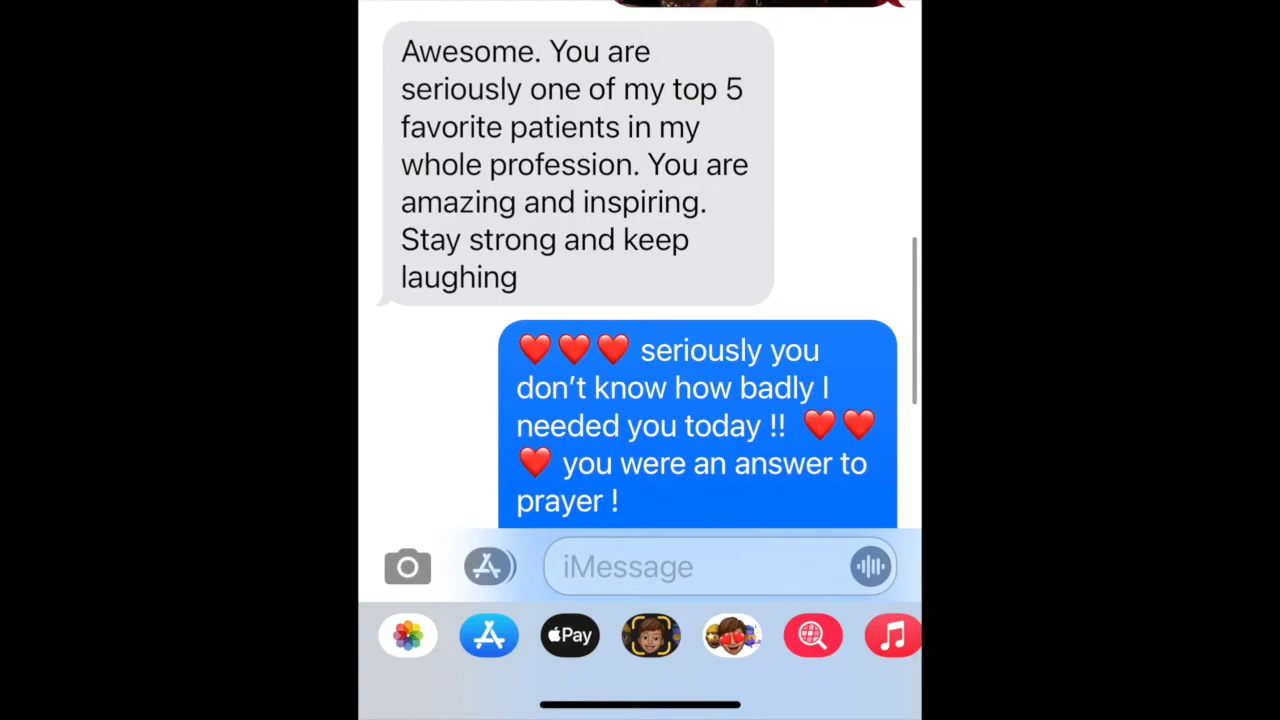 Awesome. You are
seriously one of my top 5
favorite patients in my
whole profession. You are
amazing and inspiring.
Stay strong and keep
laughing
❤️❤️❤️ seriously you
don’t know how badly I
needed you today !! ❤️❤️
❤️ you were an answer to
prayer !
iMessage
Pay